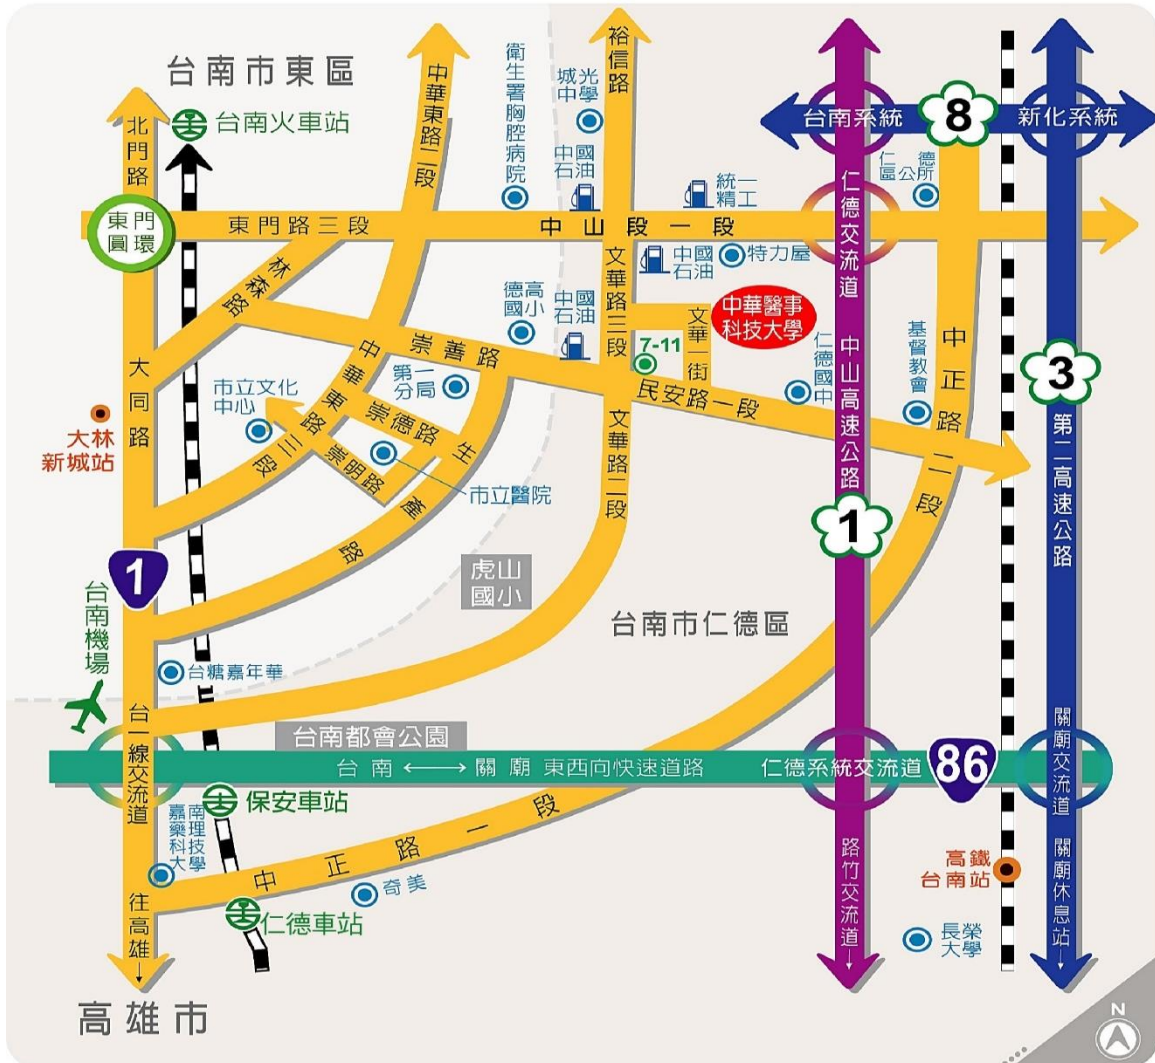 台南市東區
台南火車站
北門路
東門
圓環
東門路三段
中華東路二段
衛生署胸腔病院
城光
中學
裕信路
中國
石油
統一
精工
中山段一段
台南系統
8
新化系統
仁德
區公所
仁德交流道
林森路
德高
國小
中國
石油
文華路三段
中國
石油
特力屋
文華一街
中華醫事
科技大學
7-11
崇善路
民安路一段
仁德國中
中山高速公路
1
基督教會
中正路二段
3
第二高速公路
大同路
大林
新城站
市立文化
中心
中華東路三段
第一
分局
崇德路
崇明路
市立醫院
生產路
文華路二段
1
虎山
國小
台南市仁德區
台南機場
台糖嘉年華
台一線交流道
台南都會公園
台南 ←→ 關廟 東西向快速道路
仁德系統交流道
86
關廟交流道
保安車站
嘉南
藥理
科技
大學
中正路一段
奇美
仁德車站
往高雄↓
路竹交流道↓
高鐵
台南站
長榮
大學
關廟休息站↓
高雄市
N